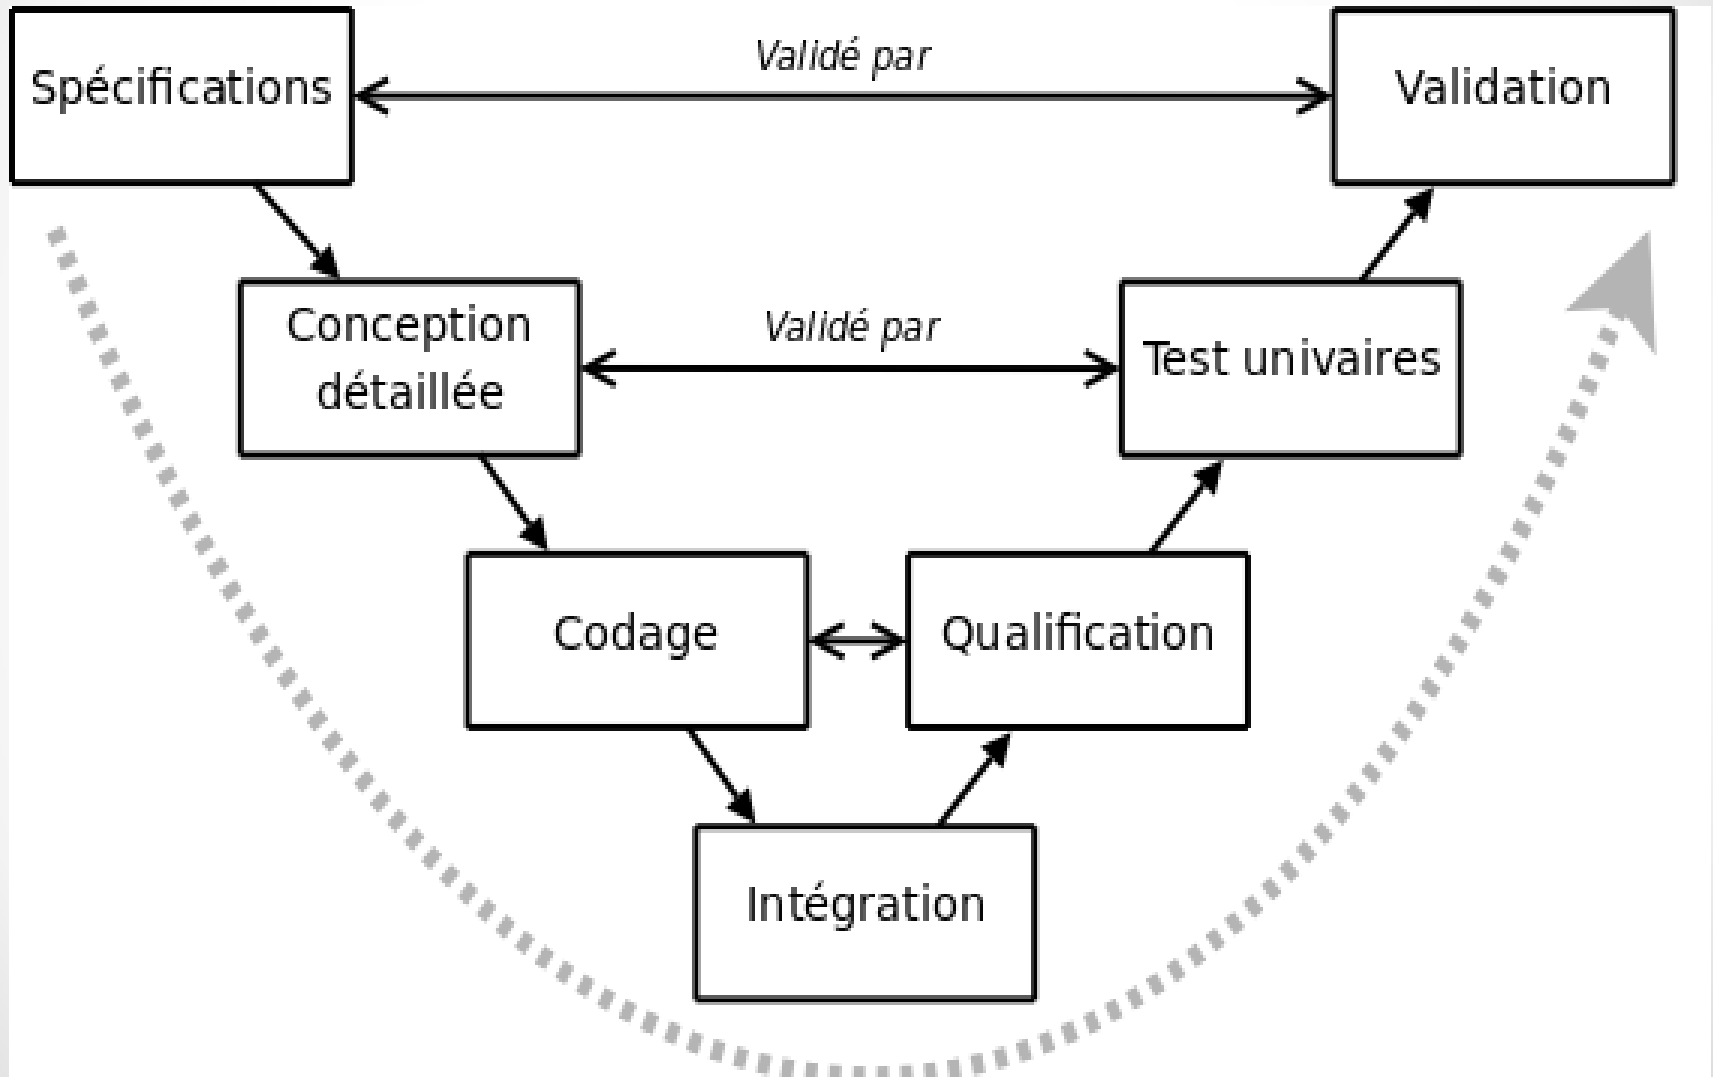 Spécifications
Validé par
Validation
Conception
détaillée
Validé par
Test univaires
Codage
Qualification
Intégration